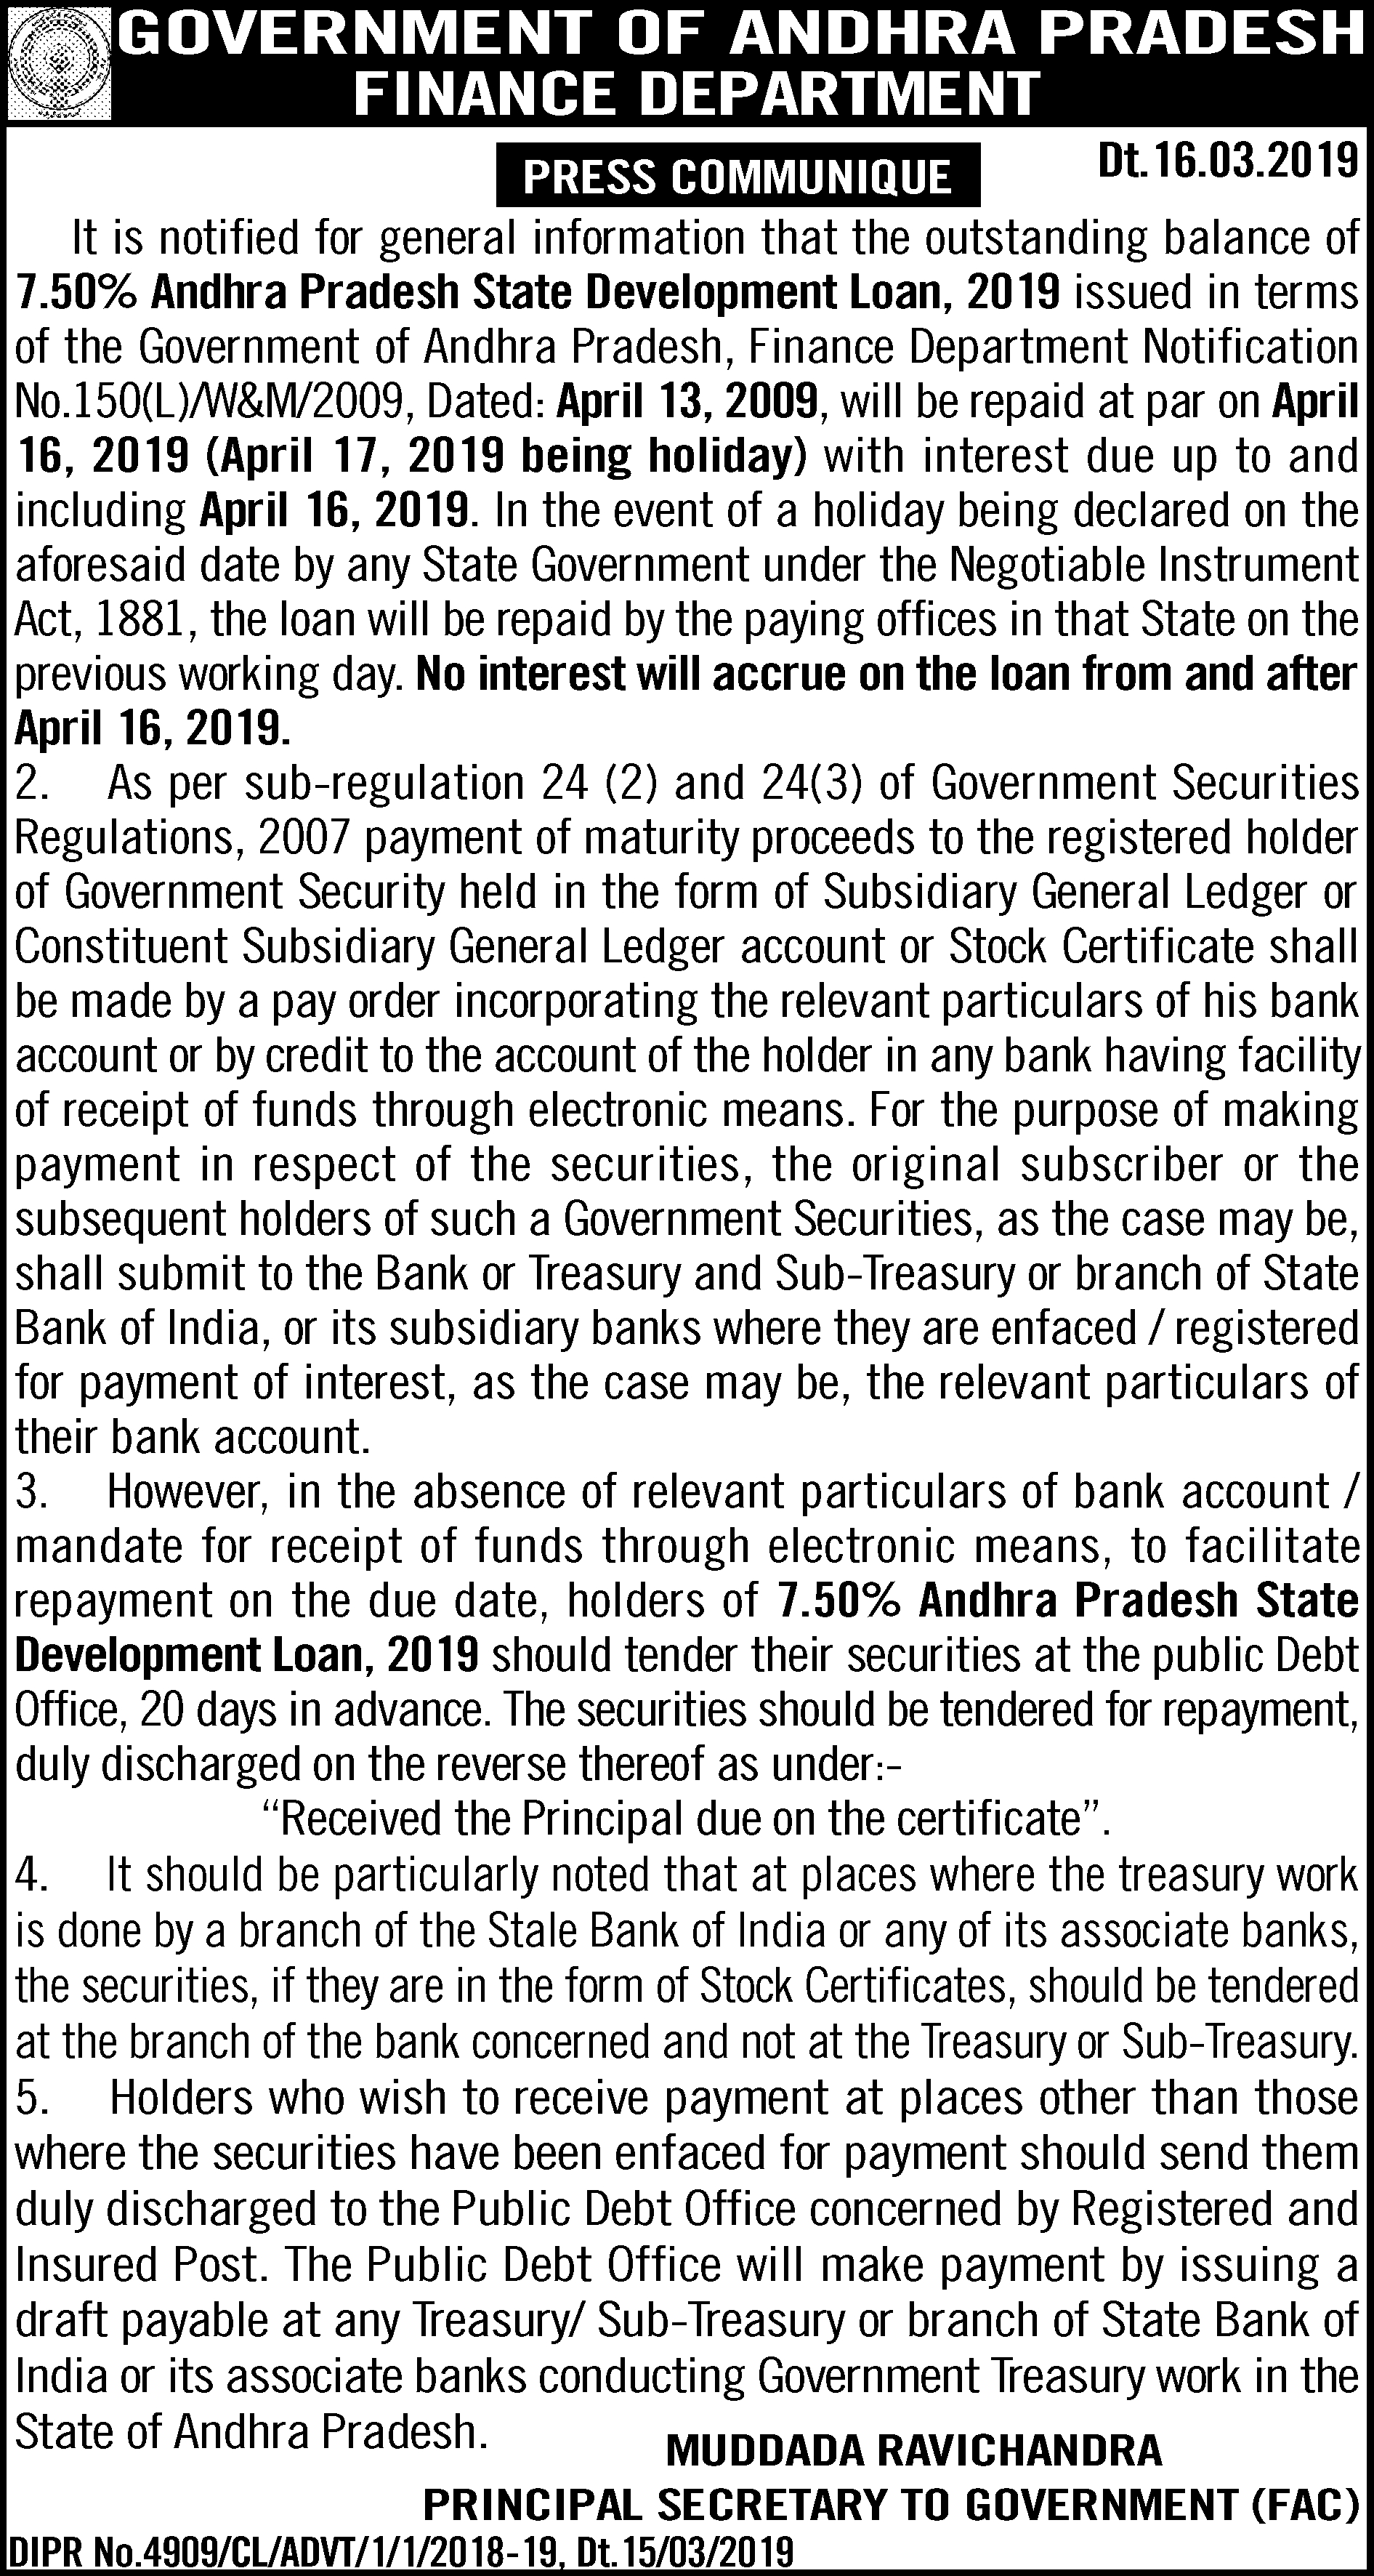 GOVERNMENT OF ANDHRA PRADESH
FINANCE DEPARTMENT
PRESS COMMUNIQUE
Dt.16.03.2019
It is notified for general information that the outstanding balance of
7.50% Andhra Pradesh State Development Loan, 2019 issued in terms
of the Government of Andhra Pradesh, Finance Department Notification
No.150(L)/W&M/2009, Dated: April 13, 2009, will be repaid at par on April
16, 2019 (April 17, 2019 being holiday) with interest due up to and
including April 16, 2019. In the event of a holiday being declared on the
aforesaid date by any State Government under the Negotiable Instrument
Act, 1881, the loan will be repaid by the paying offices in that State on the
previous working day. No interest will accrue on the loan from and after
April 16, 2019.
2. As per sub-regulation 24 (2) and 24(3) of Government Securities
Regulations, 2007 payment of maturity proceeds to the registered holder
of Government Security held in the form of Subsidiary General Ledger or
Constituent Subsidiary General Ledger account or Stock Certificate shall
be made by a pay order incorporating the relevant particulars of his bank
account or by credit to the account of the holder in any bank having facility
of receipt of funds through electronic means. For the purpose of making
payment in respect of the securities, the original subscriber or the
subsequent holders of such a Government Securities, as the case may be,
shall submit to the Bank or Treasury and Sub-Treasury or branch of State
Bank of India, or its subsidiary banks where they are enfaced / registered
for payment of interest, as the case may be, the relevant particulars of
their bank account.
3. However, in the absence of relevant particulars of bank account /
mandate for receipt of funds through electronic means, to facilitate
repayment on the due date, holders of 7.50% Andhra Pradesh State
Development Loan, 2019 should tender their securities at the public Debt
Office, 20 days in advance. The securities should be tendered for repayment,
duly discharged on the reverse thereof as under:-
“Received the Principal due on the certificate”.
4. It should be particularly noted that at places where the treasury work
is done by a branch of the Stale Bank of India or any of its associate banks,
the securities, if they are in the form of Stock Certificates, should be tendered
at the branch of the bank concerned and not at the Treasury or Sub-Treasury.
5. Holders who wish to receive payment at places other than those
where the securities have been enfaced for payment should send them
duly discharged to the Public Debt Office concerned by Registered and
Insured Post. The Public Debt Office will make payment by issuing a
draft payable at any Treasury/ Sub-Treasury or branch of State Bank of
India or its associate banks conducting Government Treasury work in the
State of Andhra Pradesh.
MUDDADA RAVICHANDRA
PRINCIPAL SECRETARY TO GOVERNMENT (FAC)
DIPR No.4909/CL/ADVT/1/1/2018-19, Dt.15/03/2019